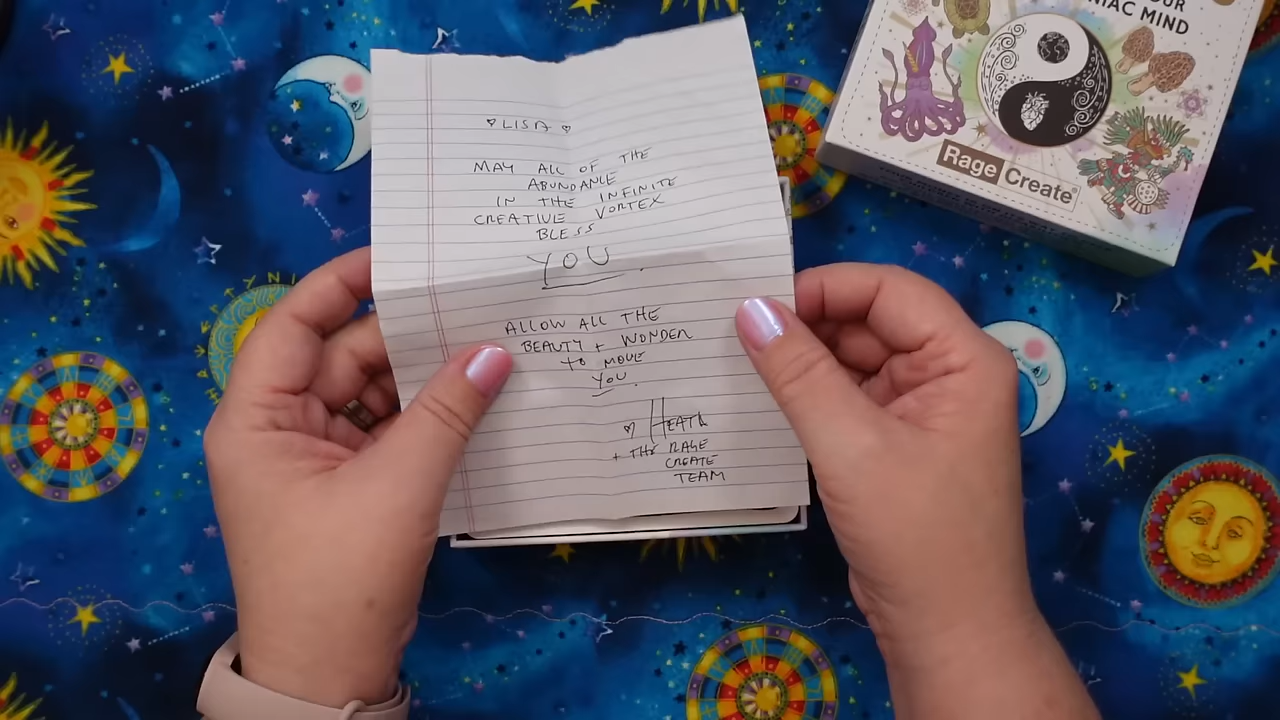 ♥ LISA ♥
MAY ALL OF THE
ABUNDANCE
IN THE INFINITE
CREATIVE VORTEX
BLESS
YOU
ALLOW ALL THE
BEAUTY + WONDER
TO MOVE
YOU.
♥ HEATH
+ THE RAGE
CREATE
TEAM
MIND
Rage Create®